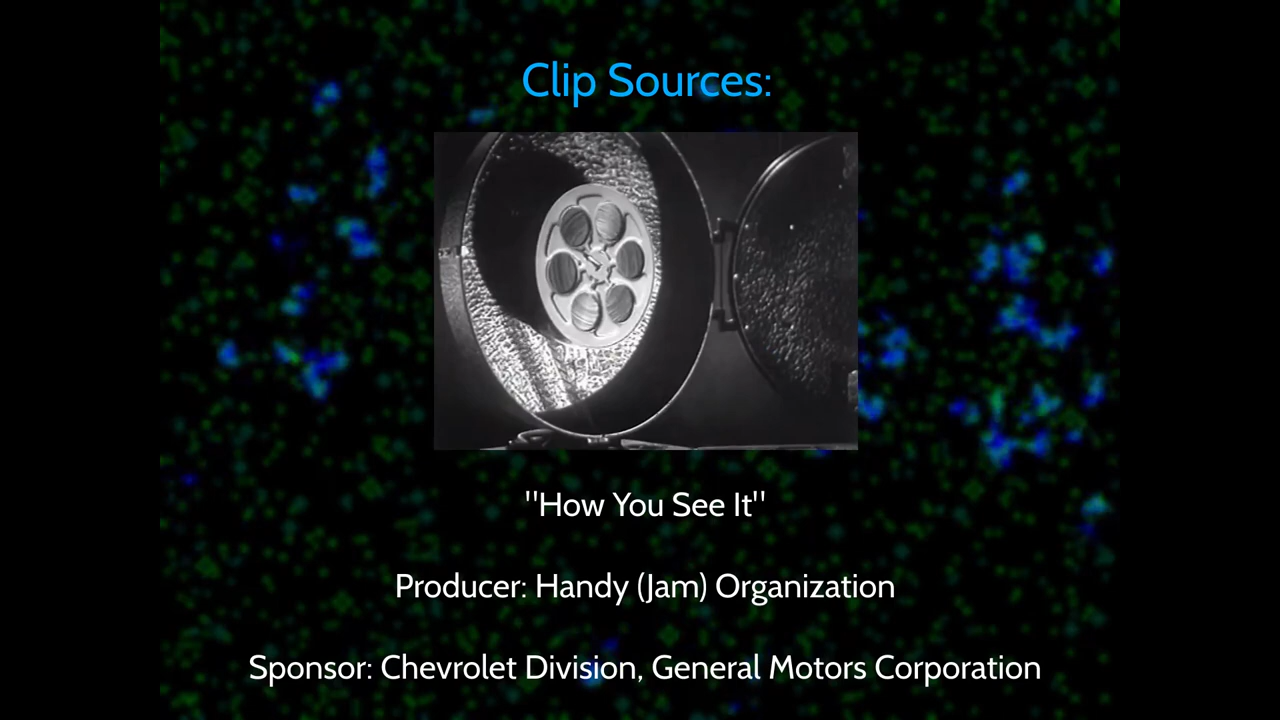 Clip Sources:
"How You See It"
Producer: Handy (Jam) Organization
Sponsor: Chevrolet Division, General Motors Corporation